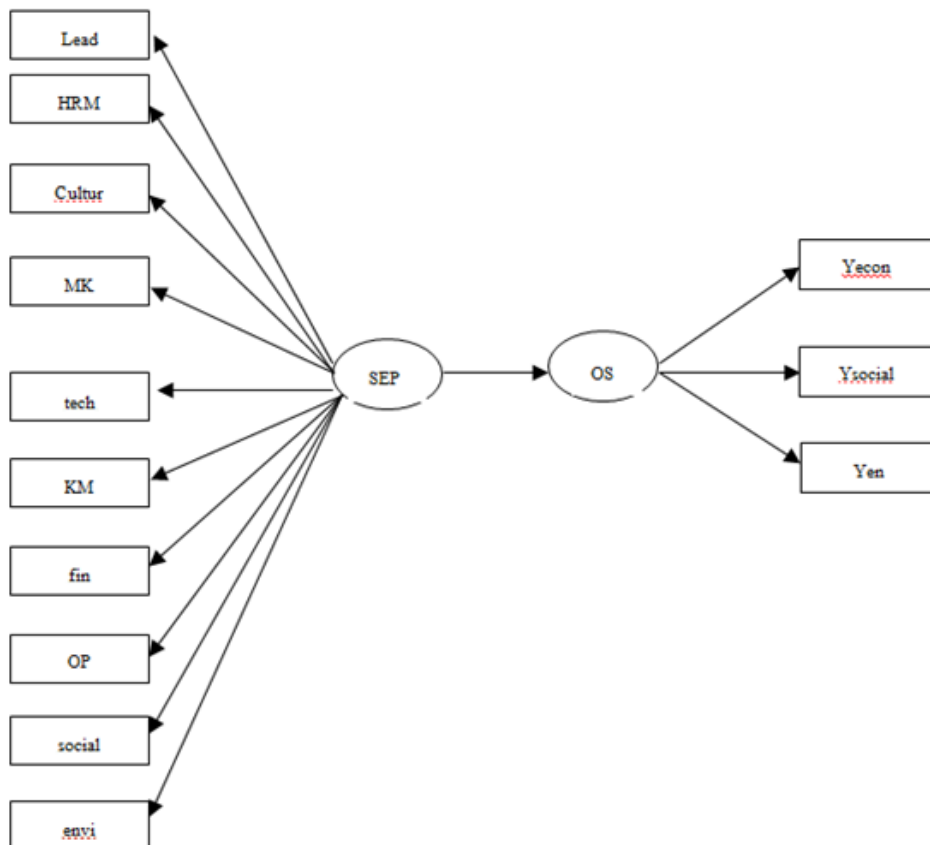 Lead
HRM
Cultur
MK
tech
KM
fin
OP
social
envi
SEP
OS
Yecon
Ysocial
Yen